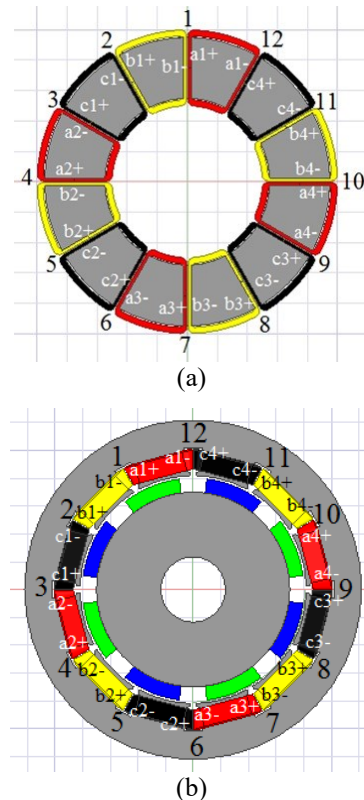 1
2 12
b1+ b1- a1+ a1-
c1- c4+
3 c1+ c4- 11
a2- b4+
4 a2+ b4- 10
b2- a4+
b2+ a4-
5 c2- c3+ 9
c2+ c3-
6 a3- a3+ b3- b3+ 8
7
(a)
12
1 a1+ a1- c4+ c4- 11
b1- b4+
2 b1+ b4- 10
c1- a4+
3 c1+ a4- 9
a2- c3+
4 a2+ c3- 8
b2- b3+
b2+ b3-
5 c2- c2+ a3- a3+ 7
6
(b)